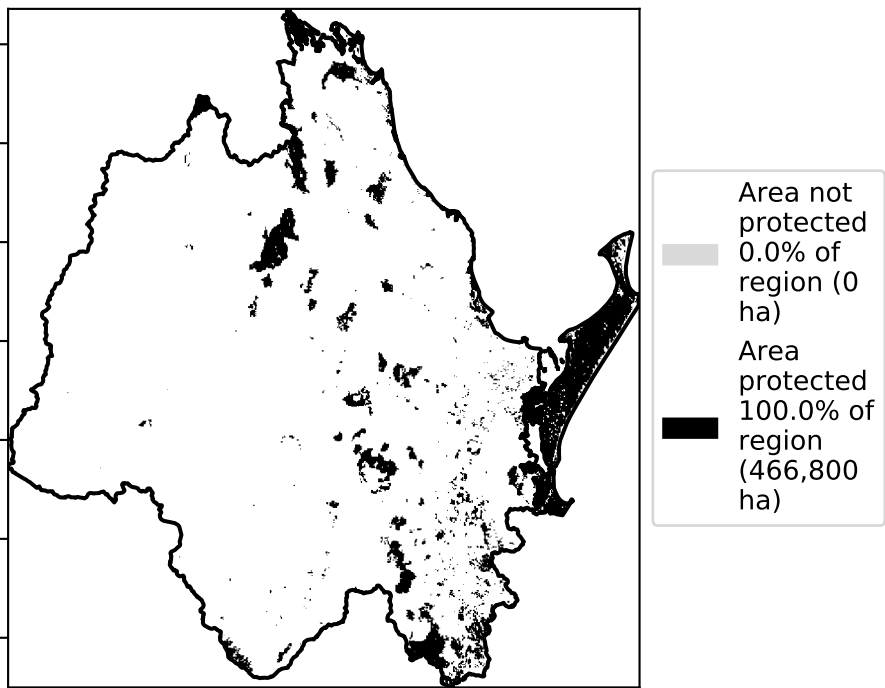 Area not
protected
0.0% of
region (0
ha)
Area
protected
100.0% of
region
(466,800
ha)